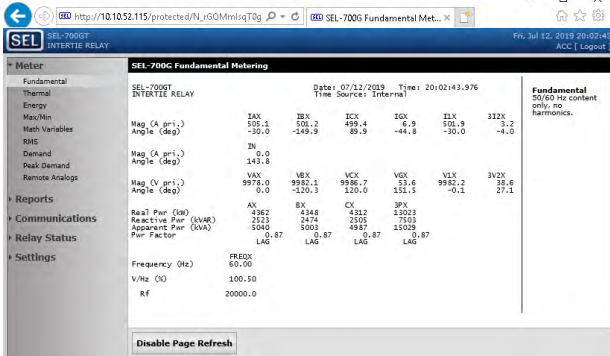 http://10.10.52.115/protected/N_rGQMmlsqT0g
SEL-700G Fundamental Met...
SEL SEL-700GT
INTERTIE RELAY
Fri, Jul 12, 2019 20:02:43
ACC [ Logout ]
Meter
Fundamental
Thermal
Energy
Max/Min
Math Variables
RMS
Demand
Peak Demand
Remote Analogs
Reports
Communications
Relay Status
Settings
SEL-700G Fundamental Metering
SEL-700GT Date: 07/12/2019 Time: 20:02:43.976
INTERTIE RELAY Time Source: Internal
IAX IBX ICX IGX I1X 3I2X
Mag (A pri.) 505.1 501.2 499.4 6.9 501.9 3.2
Angle (deg) -30.0 -149.9 89.9 -44.8 -30.0 -4.0
IN
Mag (A pri.) 0.0
Angle (deg) 143.8
VAX VBX VCX VGX V1X 3V2X
Mag (V pri.) 9978.0 9982.1 9986.7 53.6 9982.2 38.6
Angle (deg) 0.0 -120.3 120.0 151.5 -0.1 27.1
AX BX CX 3PX
Real Pwr (kW) 4362 4348 4312 13023
Reactive Pwr (kVAR) 2523 2474 2505 7503
Apparent Pwr (kVA) 5040 5003 4987 15029
Pwr Factor 0.87 0.87 0.87 0.87
LAG LAG LAG LAG
FREQX
Frequency (Hz) 60.00
V/Hz (%) 100.50
Rf 20000.0
Fundamental
50/60 Hz content
only, no
harmonics.
Disable Page Refresh